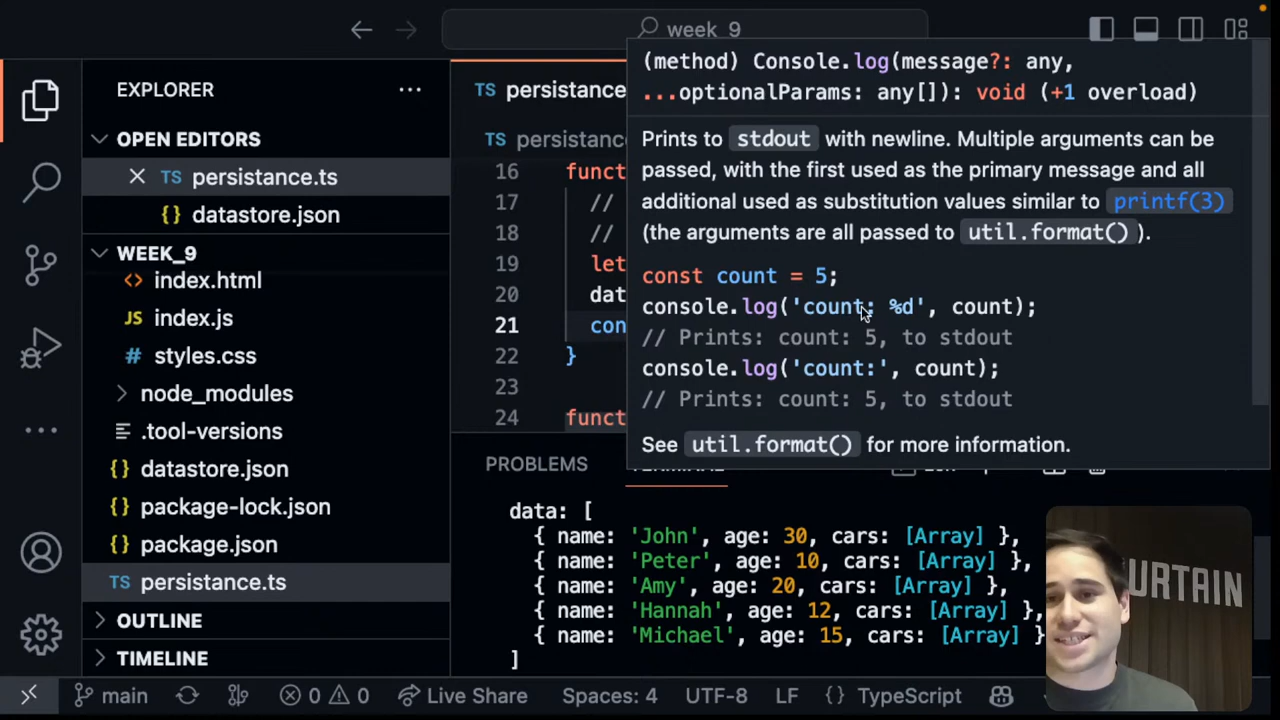 week_9
EXPLORER
OPEN EDITORS
TS persistance.ts
{} datastore.json
WEEK_9
<> index.html
JS index.js
# styles.css
node_modules
.tool-versions
{} datastore.json
{} package-lock.json
{} package.json
TS persistance.ts
OUTLINE
TIMELINE
TS persistance
TS persistanc
16 funct
17 //
18 //
19 let
20 dat
21 con
22 }
23
24 funct
(method) Console.log(message?: any,
...optionalParams: any[]): void (+1 overload)
Prints to stdout with newline. Multiple arguments can be
passed, with the first used as the primary message and all
additional used as substitution values similar to printf(3)
(the arguments are all passed to util.format() ).
const count = 5;
console.log('count: %d', count);
// Prints: count: 5, to stdout
console.log('count:', count);
// Prints: count: 5, to stdout
See util.format() for more information.
PROBLEMS
data: [
{ name: 'John', age: 30, cars: [Array] },
{ name: 'Peter', age: 10, cars: [Array] },
{ name: 'Amy', age: 20, cars: [Array] },
{ name: 'Hannah', age: 12, cars: [Array] },
{ name: 'Michael', age: 15, cars: [Array] }
]
URTAIN
main
0 0
Live Share
Spaces: 4
UTF-8
LF
{} TypeScript